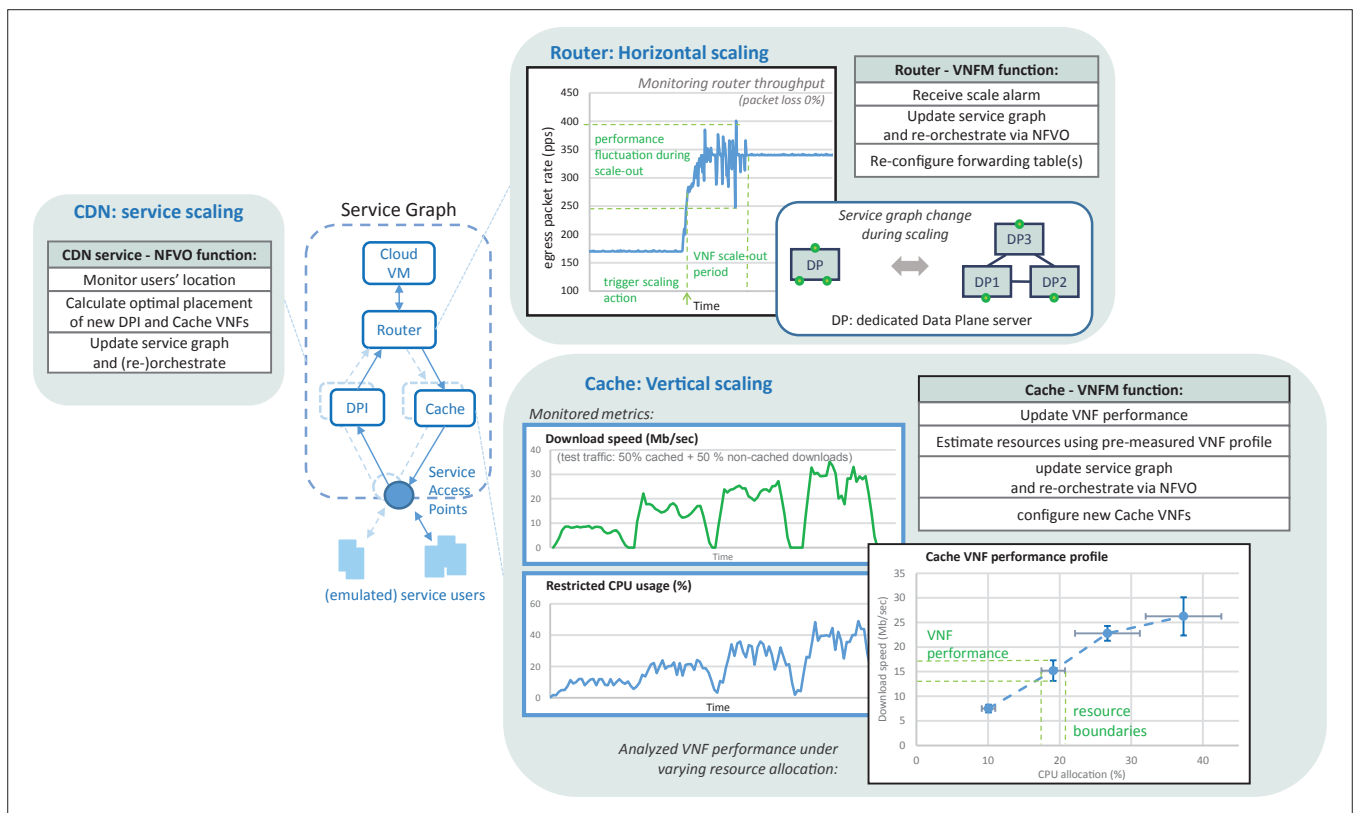 Router: Horizontal scaling
Monitoring router throughput
(packet loss 0%)
450
400
350
300
250
200
150
100
egress packet rate (pps)
performance
fluctuation during
scale-out
VNF scale-out
period
trigger scaling
action
Time
Router - VNFM function:
Receive scale alarm
Update service graph
and re-orchestrate via NFVO
Re-configure forwarding table(s)
Service graph change
during scaling
DP
DP3
DP1
DP2
DP: dedicated Data Plane server
CDN: service scaling
CDN service - NFVO function:
Monitor users' location
Calculate optimal placement
of new DPI and Cache VNFs
Update service graph
and (re-)orchestrate
Service Graph
Cloud
VM
Router
DPI
Cache
Service
Access
Points
(emulated) service users
Cache: Vertical scaling
Monitored metrics:
Download speed (Mb/sec)
(test traffic: 50% cached + 50 % non-cached downloads)
40
30
20
10
0
Time
Restricted CPU usage (%)
60
40
20
0
Time
Analyzed VNF performance under
varying resource allocation:
Cache - VNFM function:
Update VNF performance
Estimate resources using pre-measured VNF profile
update service graph
and re-orchestrate via NFVO
configure new Cache VNFs
Cache VNF performance profile
Download speed (Mb/sec)
35
30
25
20
15
10
5
0
VNF
performance
resource
boundaries
0
10
20
30
40
CPU allocation (%)